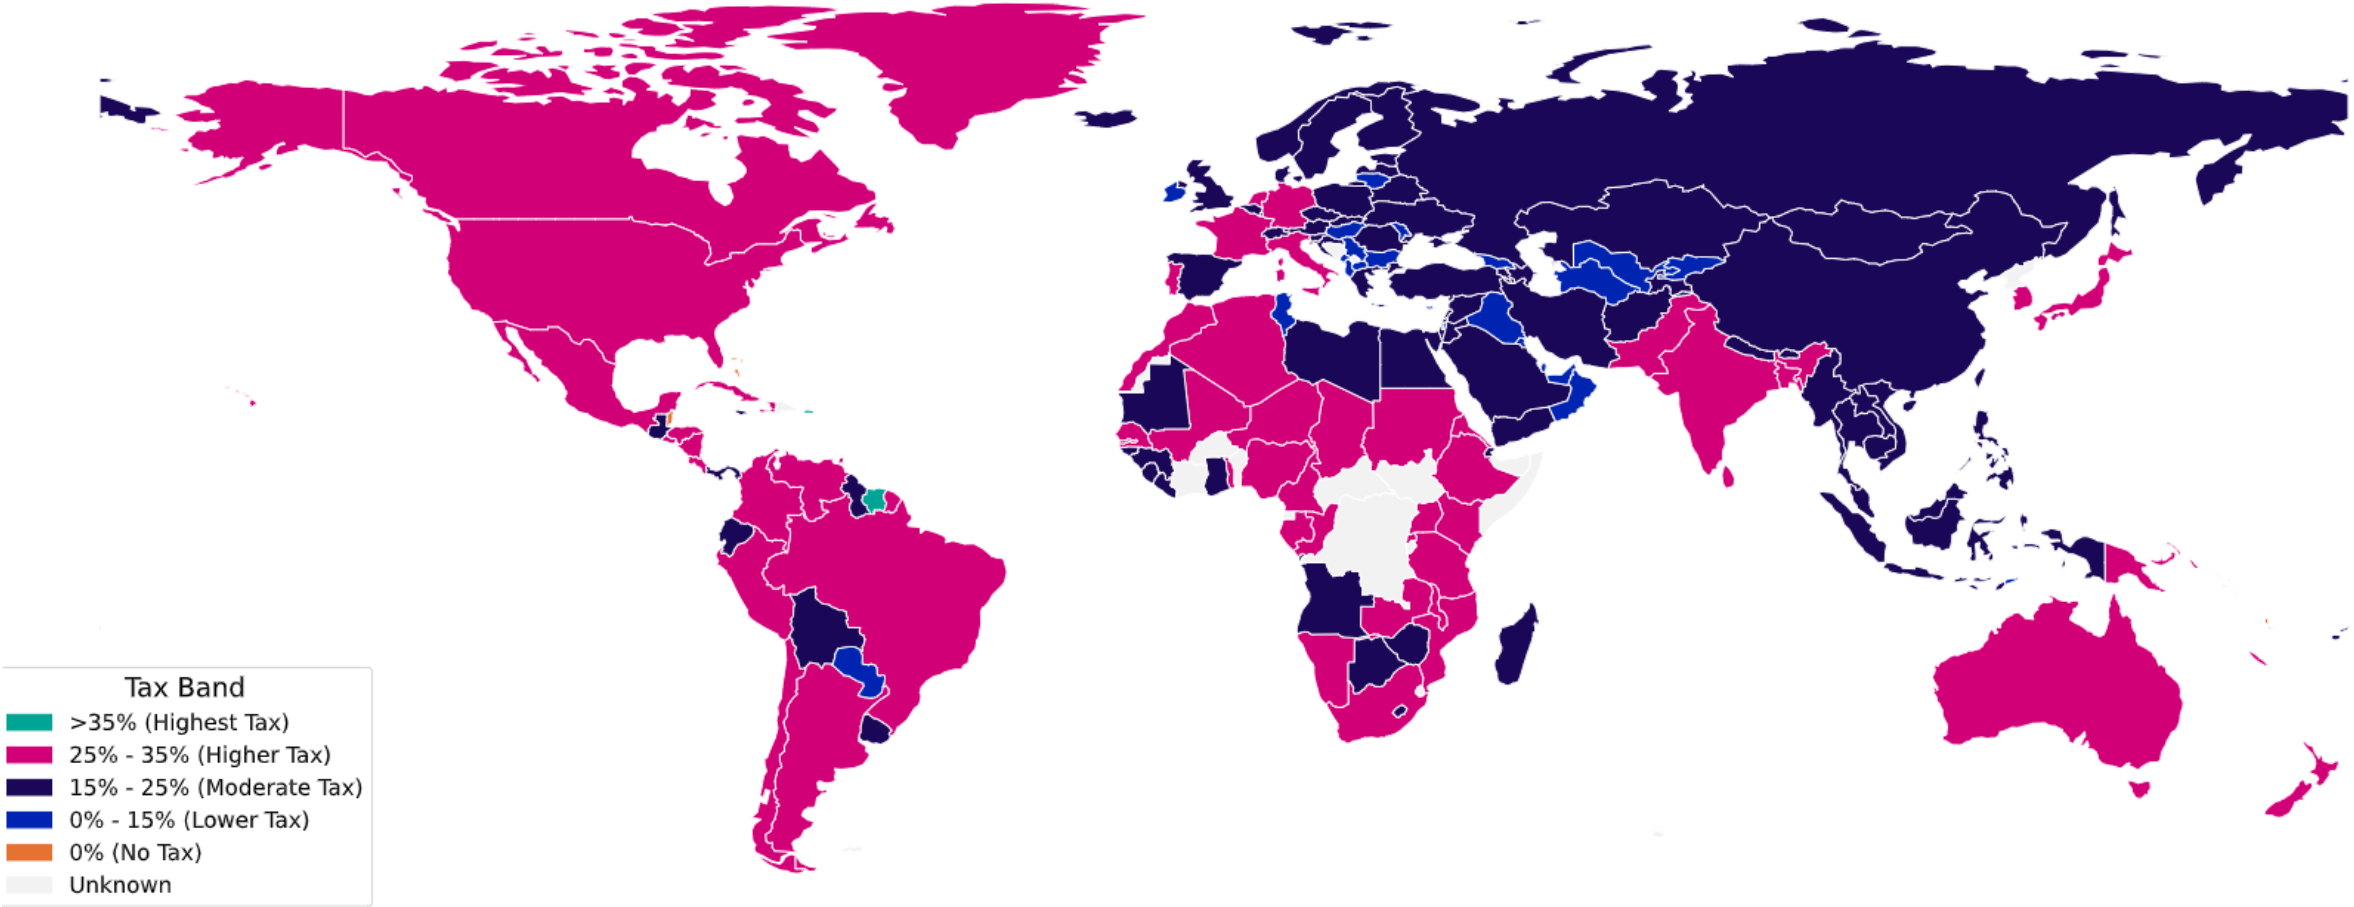 Tax Band
>35% (Highest Tax)
25% - 35% (Higher Tax)
15% - 25% (Moderate Tax)
0% - 15% (Lower Tax)
0% (No Tax)
Unknown